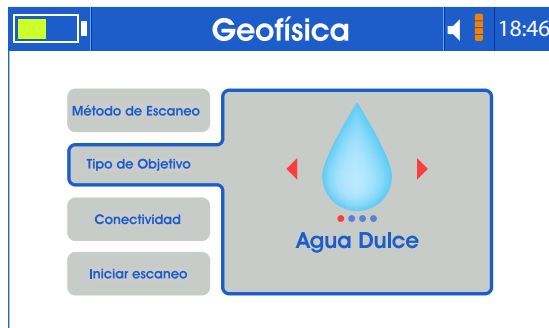 Geofísica
18:46
Método de Escaneo
Tipo de Objetivo
Conectividad
Iniciar escaneo
Agua Dulce